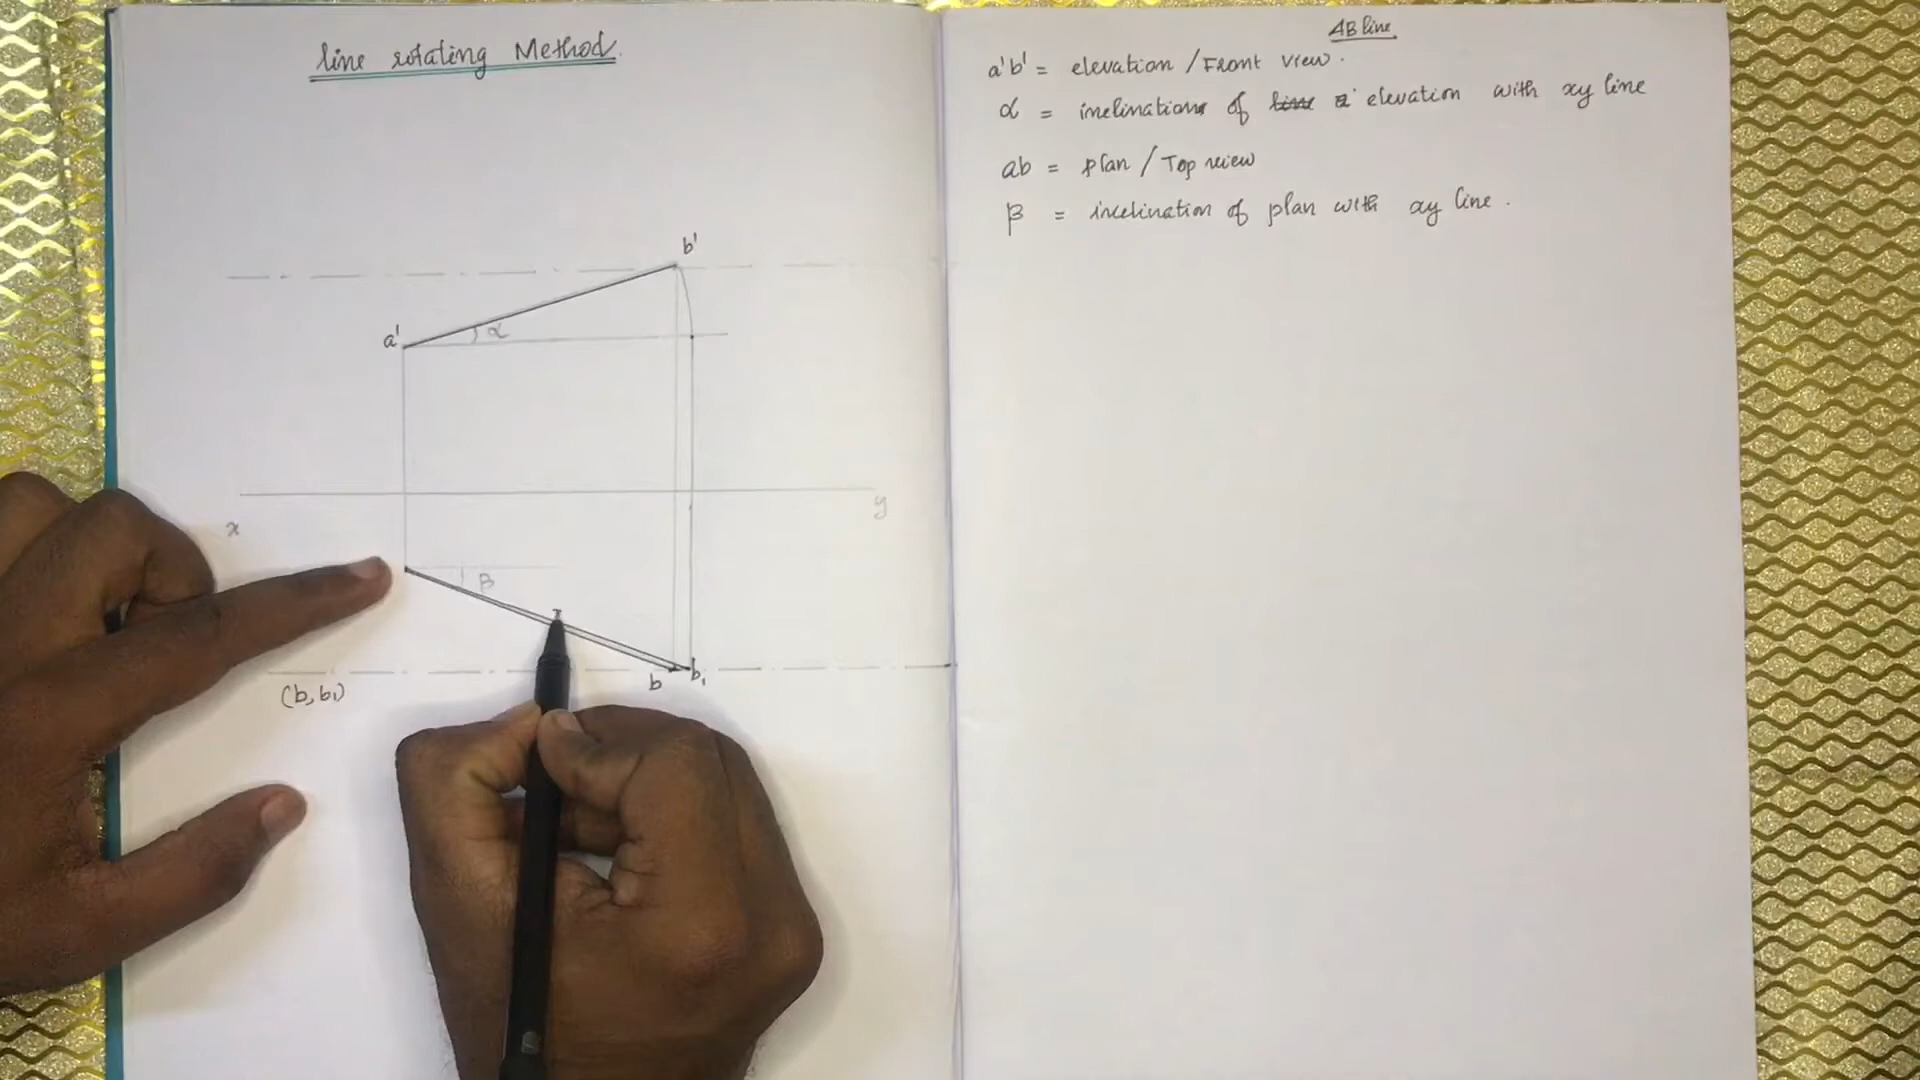 line rotating Method.
b'
a'
α
x
y
β
b
b₁
(b, b₁)
AB line.
a'b' = elevation / Front view.
α = inclinations of elevation with xy line
ab = plan / Top view
β = inclination of plan with xy line.